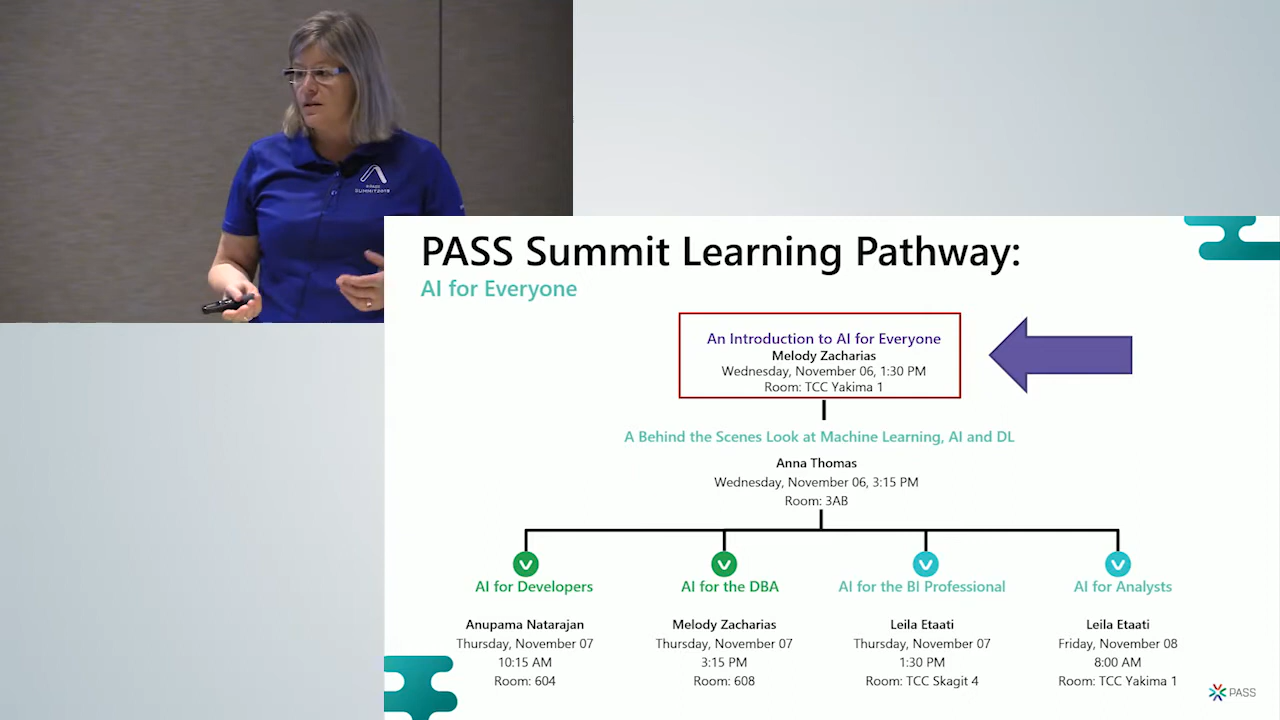 PASS
SUMMIT2019
PASS Summit Learning Pathway:
AI for Everyone
An Introduction to AI for Everyone
Melody Zacharias
Wednesday, November 06, 1:30 PM
Room: TCC Yakima 1
A Behind the Scenes Look at Machine Learning, AI and DL
Anna Thomas
Wednesday, November 06, 3:15 PM
Room: 3AB
AI for Developers
Anupama Natarajan
Thursday, November 07
10:15 AM
Room: 604
AI for the DBA
Melody Zacharias
Thursday, November 07
3:15 PM
Room: 608
AI for the BI Professional
Leila Etaati
Thursday, November 07
1:30 PM
Room: TCC Skagit 4
AI for Analysts
Leila Etaati
Friday, November 08
8:00 AM
Room: TCC Yakima 1
PASS